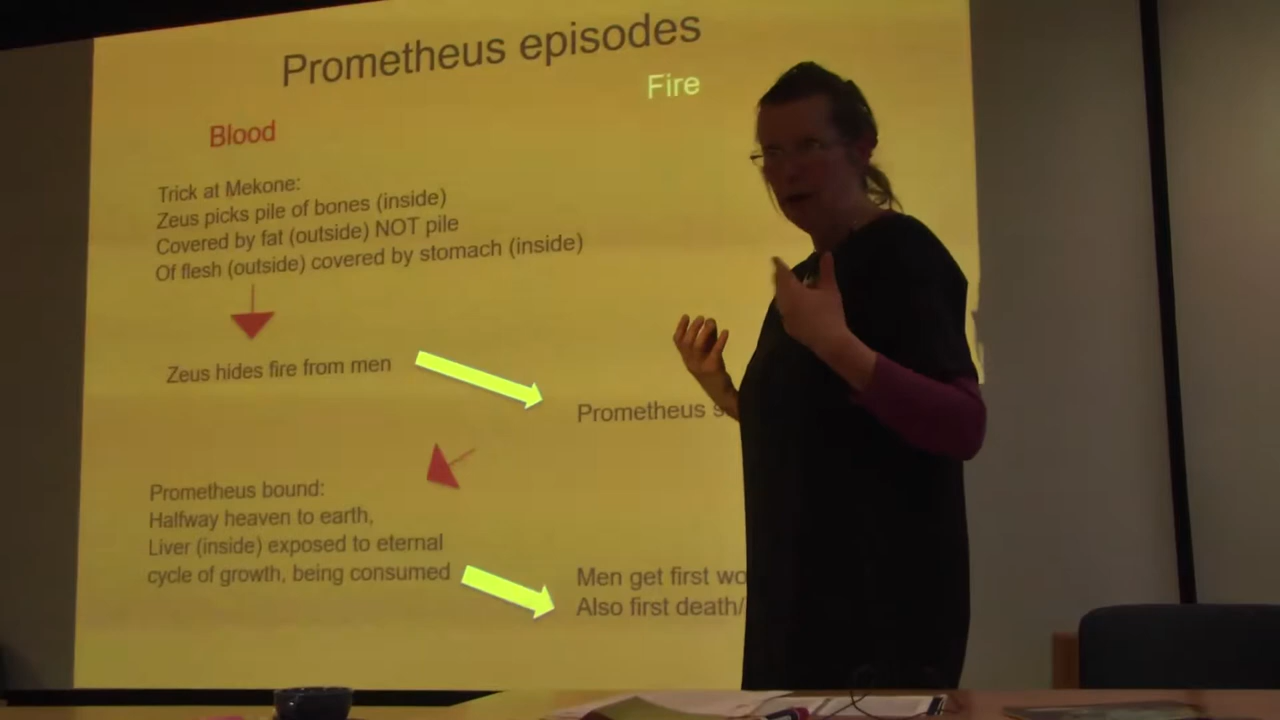 Prometheus episodes
Fire
Blood
Trick at Mekone:
Zeus picks pile of bones (inside)
Covered by fat (outside) NOT pile
Of flesh (outside) covered by stomach (inside)
Zeus hides fire from men
Prometheus
Prometheus bound:
Halfway heaven to earth,
Liver (inside) exposed to eternal
cycle of growth, being consumed
Men get first
Also first death/